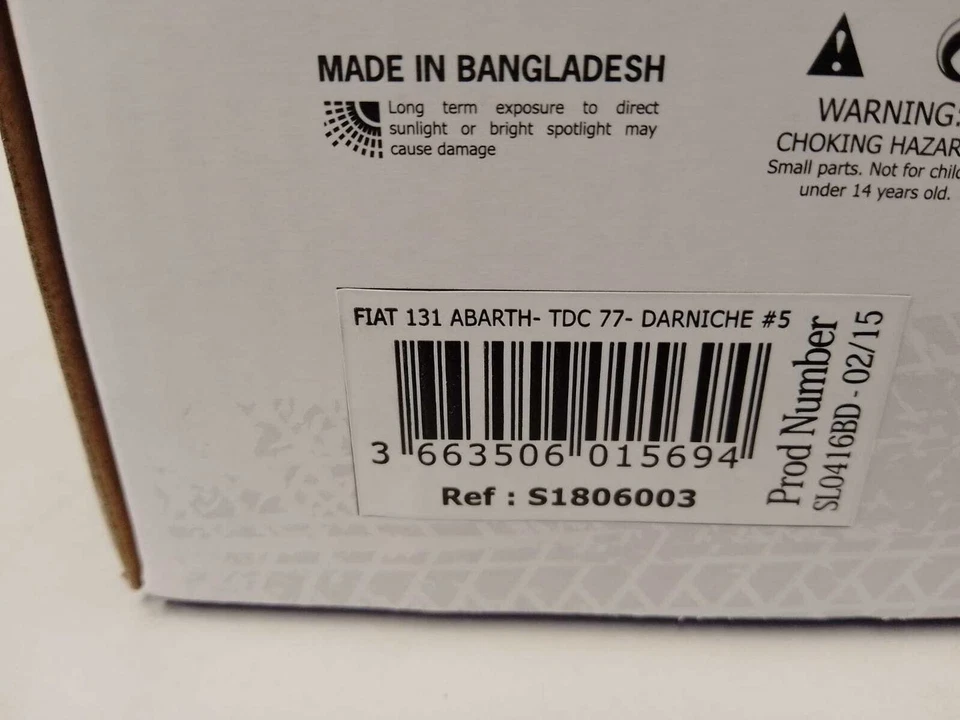 MADE IN BANGLADESH
Long term exposure to direct
sunlight or bright spotlight may
cause damage
WARNING:
CHOKING HAZAR
Small parts. Not for chil
under 14 years old.
FIAT 131 ABARTH- TDC 77- DARNICHE #5
3 663506 015694
Ref : S1806003
Prod Number
SL0416BD - 02/15